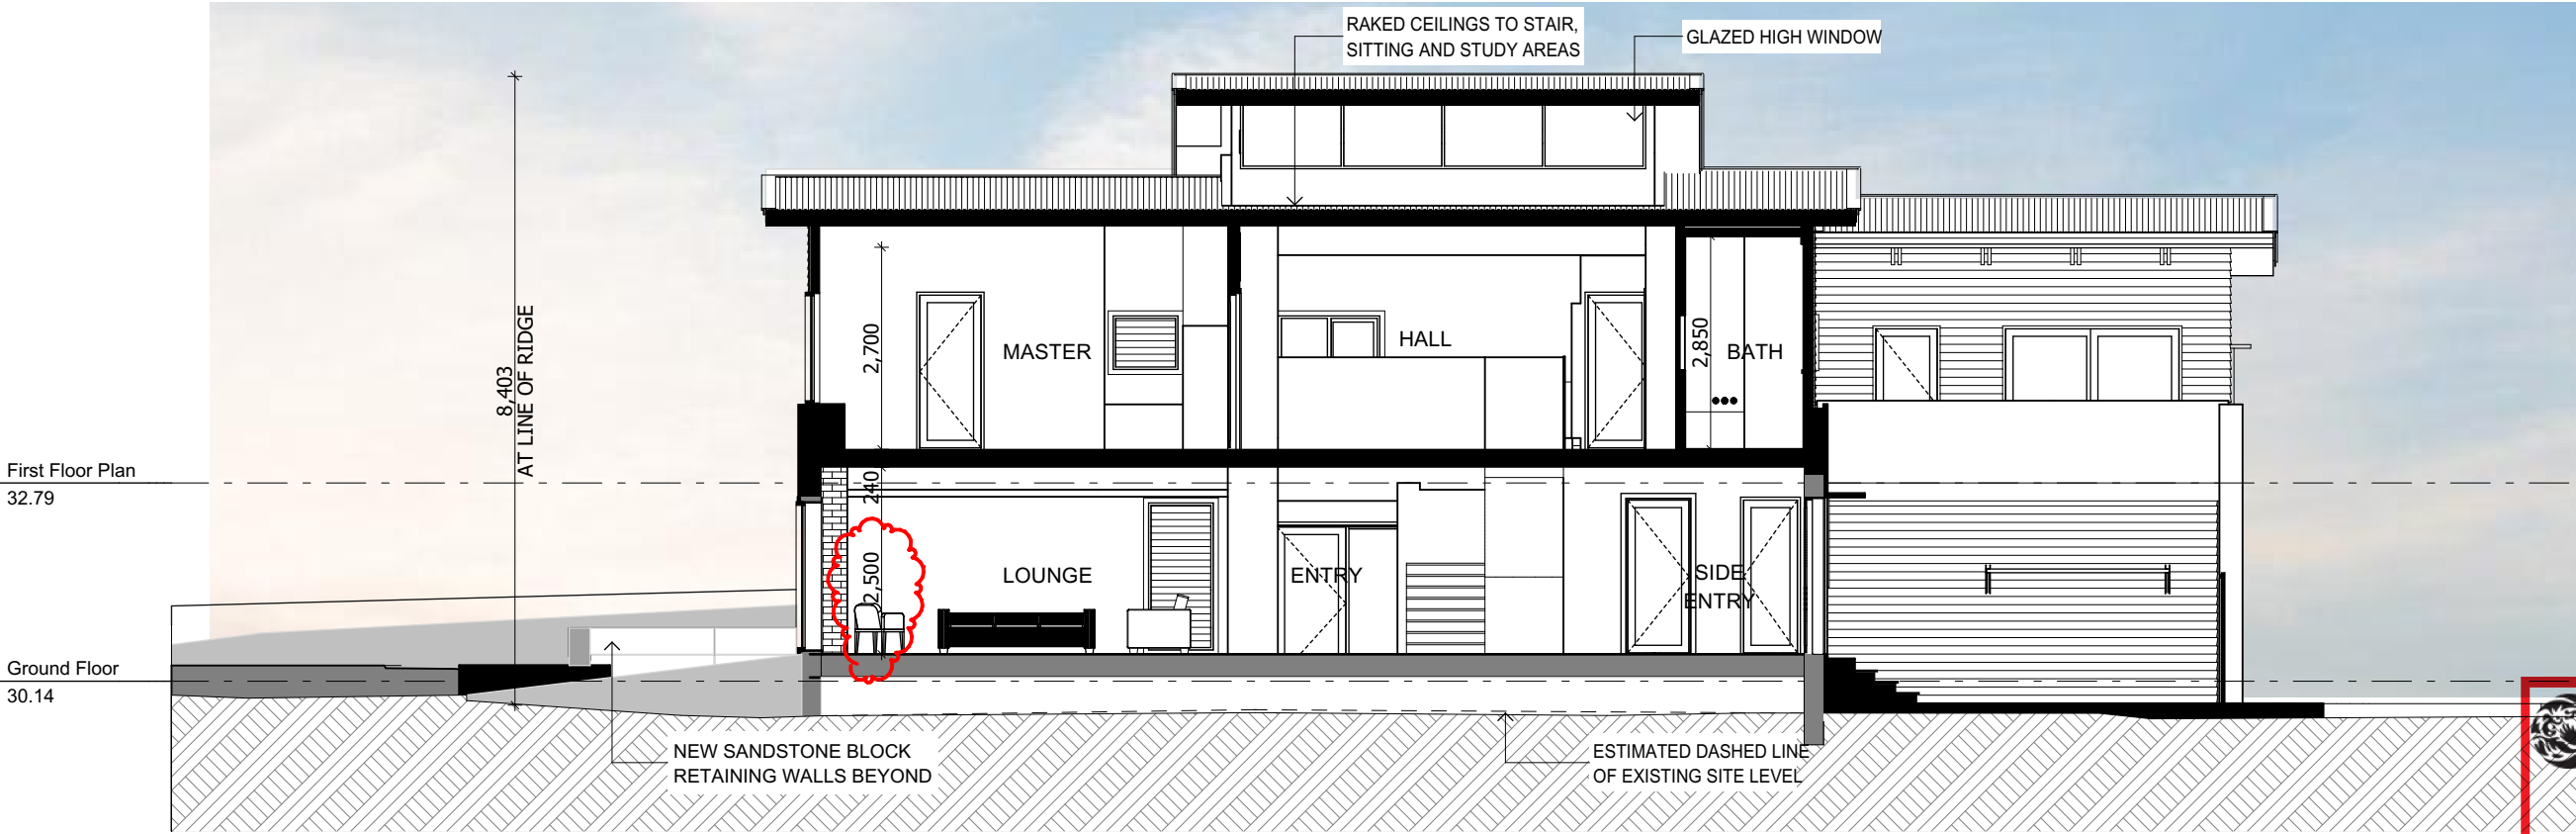 RAKED CEILINGS TO STAIR,
SITTING AND STUDY AREAS
GLAZED HIGH WINDOW
8,403
AT LINE OF RIDGE
2,700
MASTER
HALL
2,850
BATH
First Floor Plan
32.79
240
2,500
LOUNGE
ENTRY
SIDE
ENTRY
Ground Floor
30.14
NEW SANDSTONE BLOCK
RETAINING WALLS BEYOND
ESTIMATED DASHED LINE
OF EXISTING SITE LEVEL